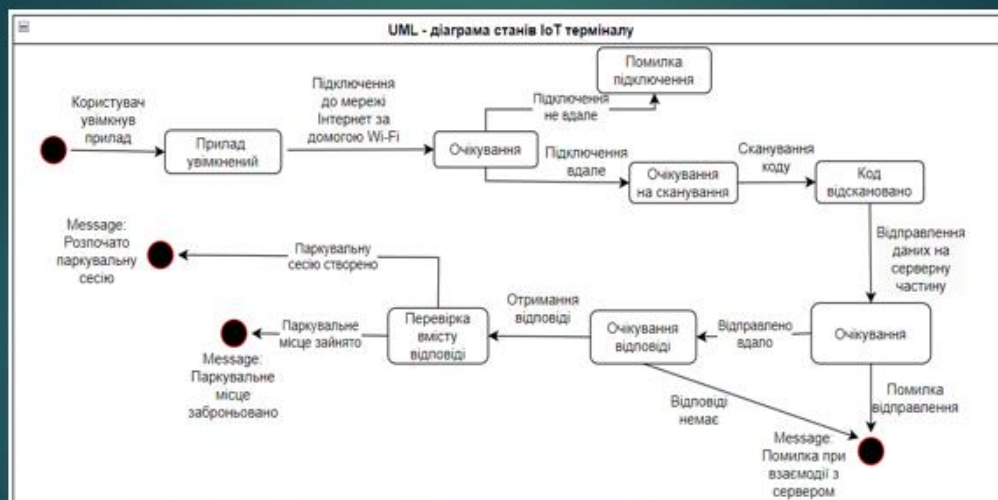 UML - діаграма станів IoT терміналу
Користувач
увімкнув
прилад
Прилад
увімкнений
Підключення
до мережі
Інтернет за
домогою Wi-Fi
Очікування
Підключення
не вдале
Помилка
підключення
Підключення
вдале
Очікування
на сканування
Сканування
коду
Код
відскановано
Відправлення
даних на
серверну
частину
Очікування
Помилка
відправлення
Відправлено
вдало
Очікування
відповіді
Відповіді
немає
Message:
Помилка при
взаємодії з
сервером
Отримання
відповіді
Перевірка
вмісту
відповіді
Паркувальну
сесію створено
Message:
Розпочато
паркувальну
сесію
Паркувальне
місце зайнято
Message:
Паркувальне
місце
заброньовано